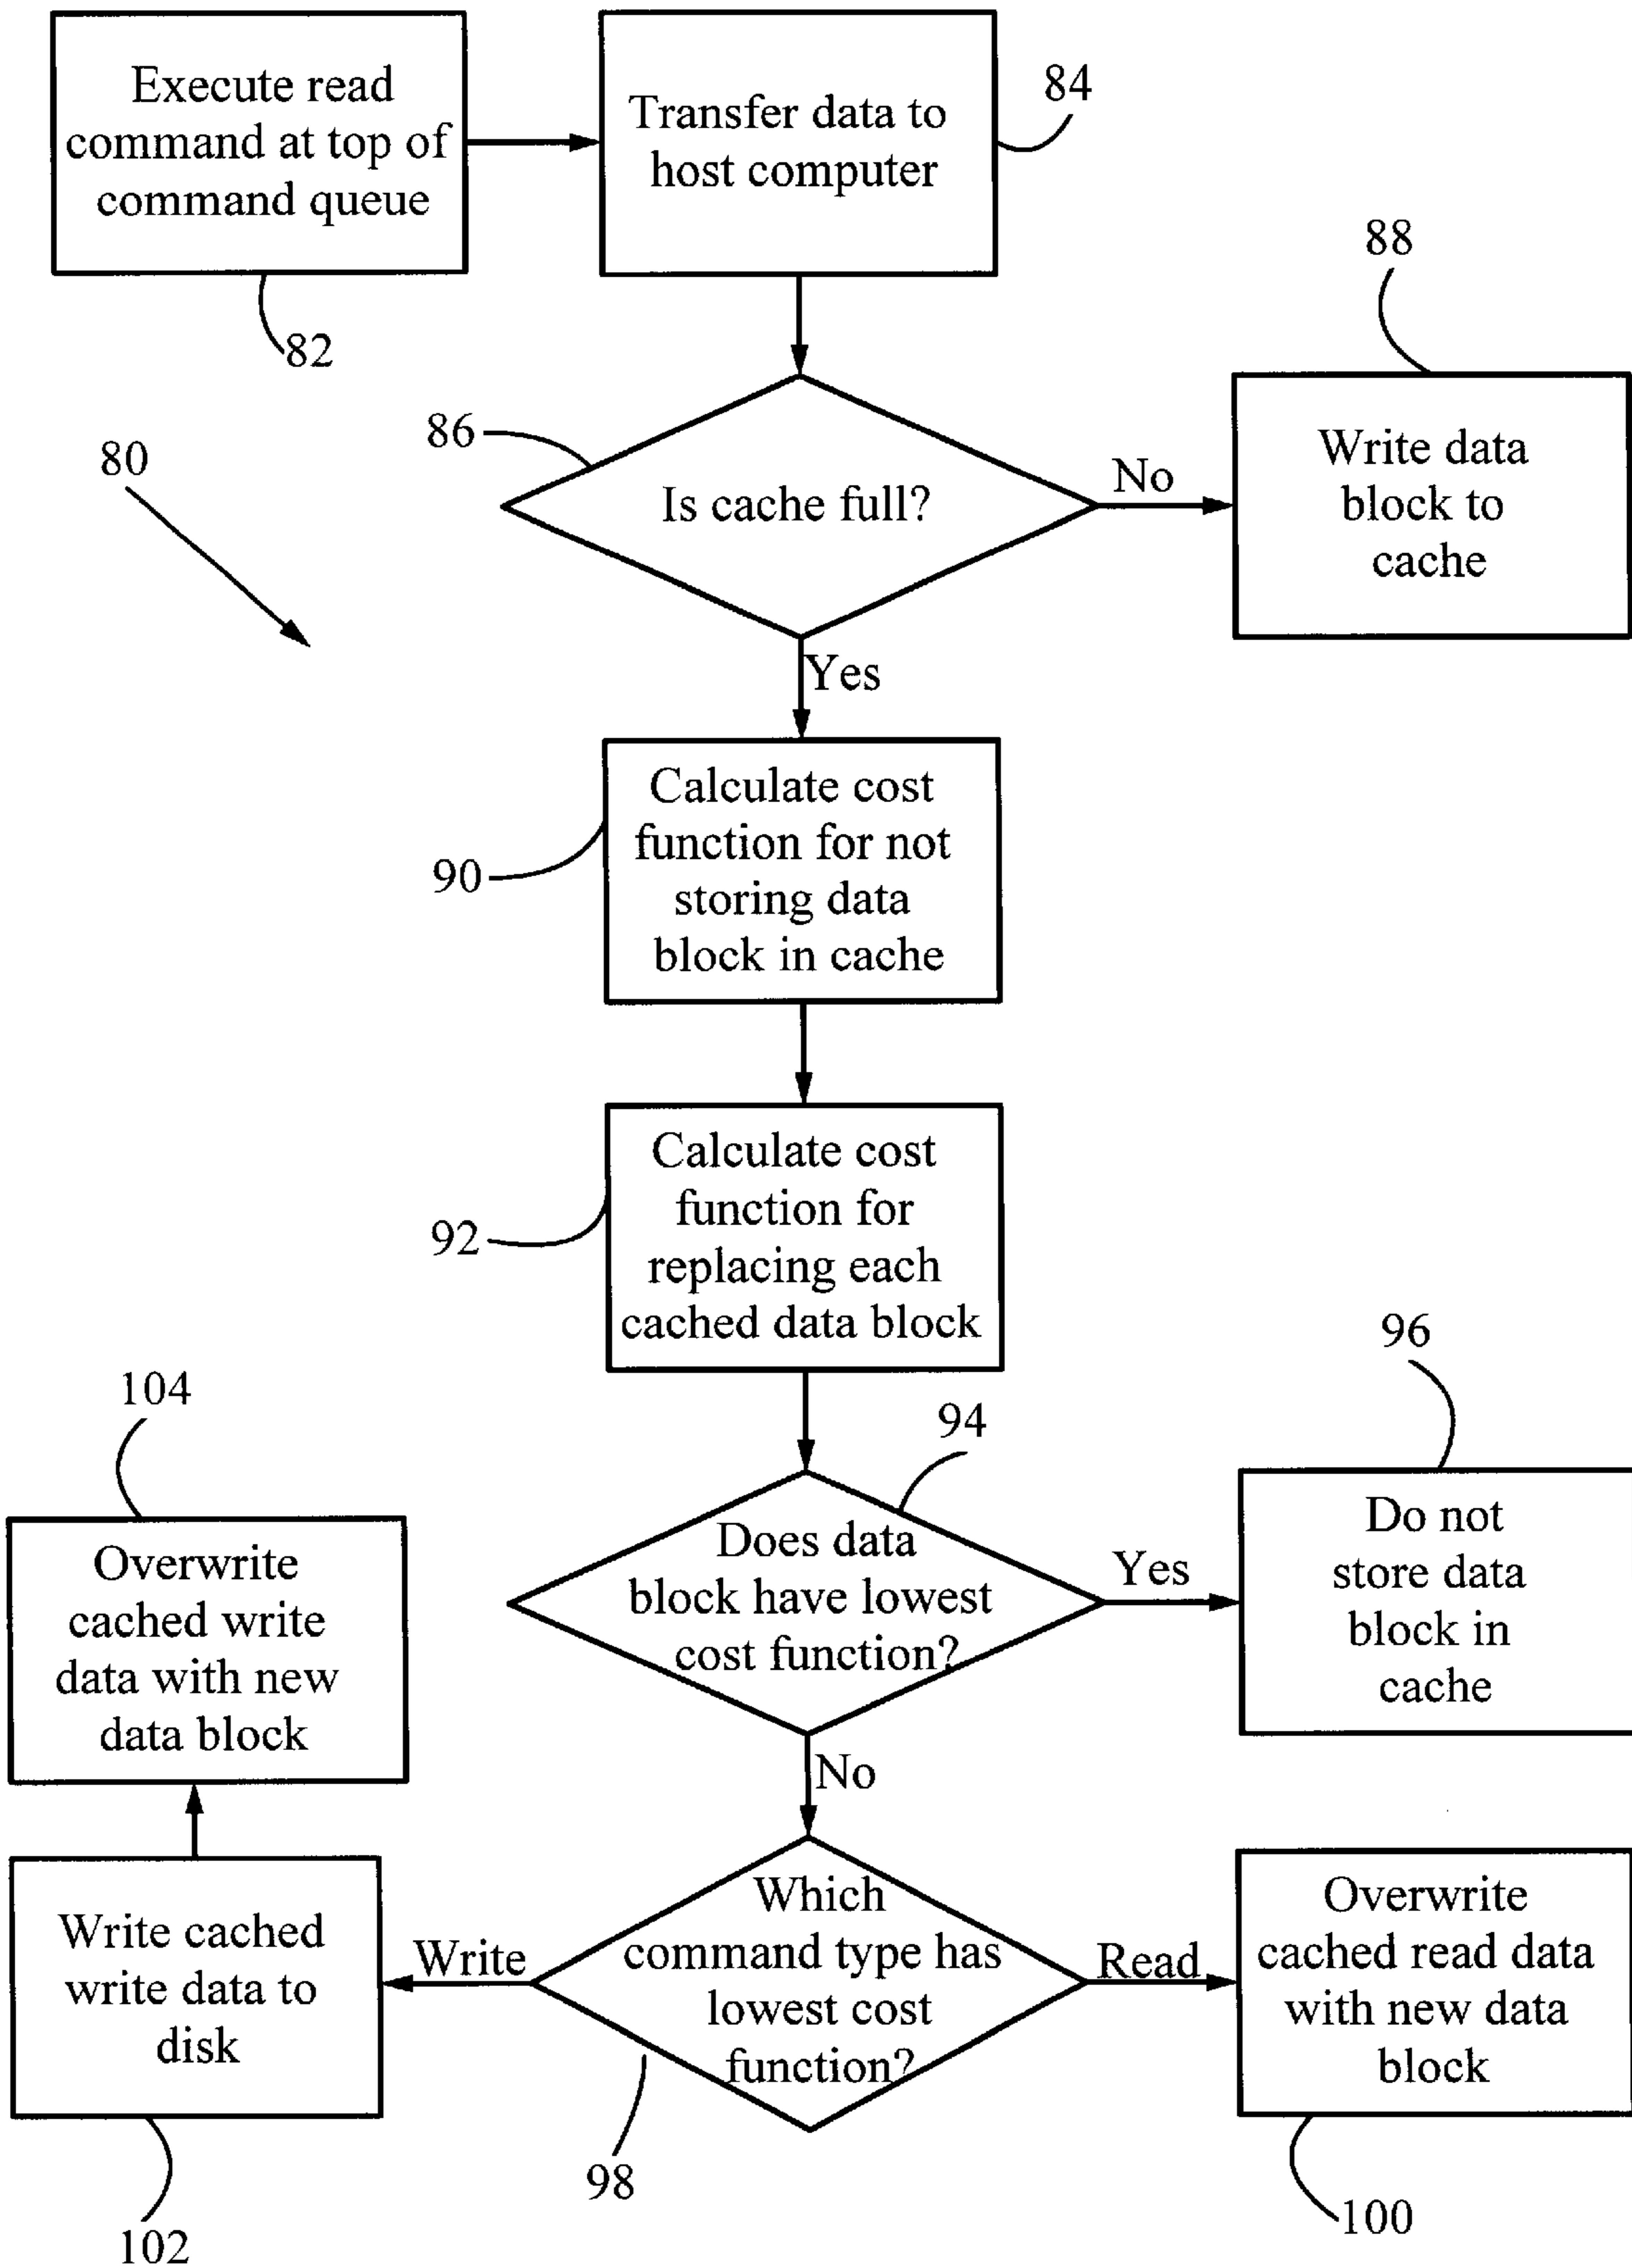 Execute read
command at top of
command queue
82
Transfer data to
host computer
84
80
86
Is cache full?
No
88
Write data
block to
cache
Yes
90
Calculate cost
function for not
storing data
block in cache
92
Calculate cost
function for
replacing each
cached data block
94
Does data
block have lowest
cost function?
Yes
96
Do not
store data
block in
cache
No
98
Which
command type has
lowest cost
function?
Read
100
Overwrite
cached read data
with new data
block
Write
102
Write cached
write data to
disk
104
Overwrite
cached write
data with new
data block